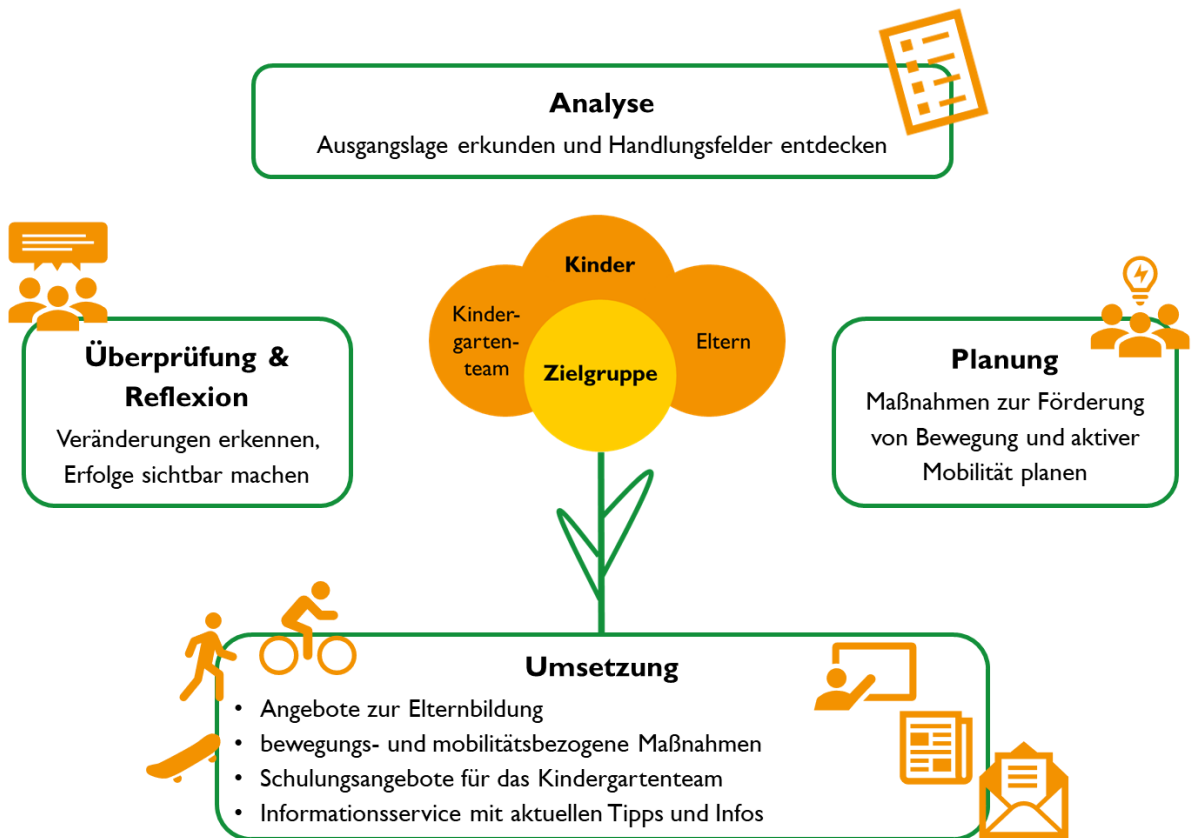 Analyse
Ausgangslage erkunden und Handlungsfelder entdecken
Kinder
Kinder-
garten-
team
Eltern
Zielgruppe
Überprüfung &
Reflexion
Veränderungen erkennen,
Erfolge sichtbar machen
Planung
Maßnahmen zur Förderung
von Bewegung und aktiver
Mobilität planen
Umsetzung
• Angebote zur Elternbildung
• bewegungs- und mobilitätsbezogene Maßnahmen
• Schulungsangebote für das Kindergartenteam
• Informationsservice mit aktuellen Tipps und Infos